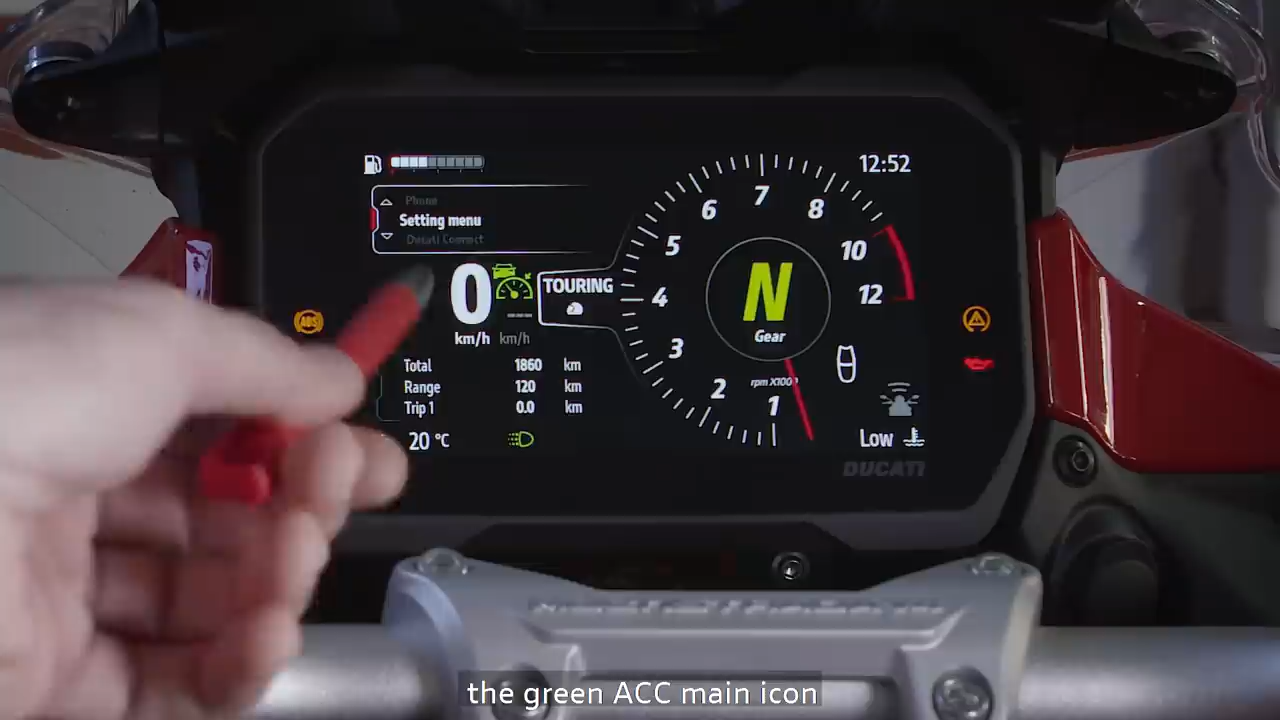 12:52
Phone
Setting menu
Ducati Connect
0
km/h km/h
TOURING
N
Gear
1
2
3
4
5
6
7
8
10
12
rpm X1000
ABS
Total 1860 km
Range 120 km
Trip 1 0.0 km
20 °C
Low
DUCATI
the green ACC main icon